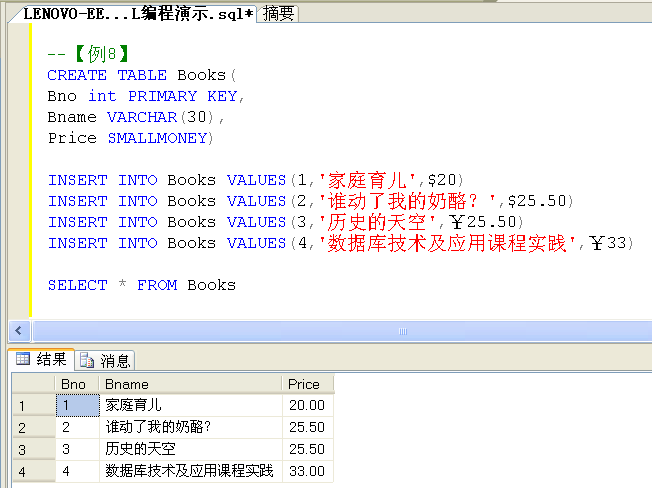 LENOVO-EE...L编程演示.sql* 摘要
--【例8】
CREATE TABLE Books(
Bno int PRIMARY KEY,
Bname VARCHAR(30),
Price SMALLMONEY)
INSERT INTO Books VALUES(1,'家庭育儿',$20)
INSERT INTO Books VALUES(2,'谁动了我的奶酪？',$25.50)
INSERT INTO Books VALUES(3,'历史的天空',￥25.50)
INSERT INTO Books VALUES(4,'数据库技术及应用课程实践',￥33)
SELECT * FROM Books
结果 消息
Bno Bname Price
1 1 家庭育儿 20.00
2 2 谁动了我的奶酪? 25.50
3 3 历史的天空 25.50
4 4 数据库技术及应用课程实践 33.00